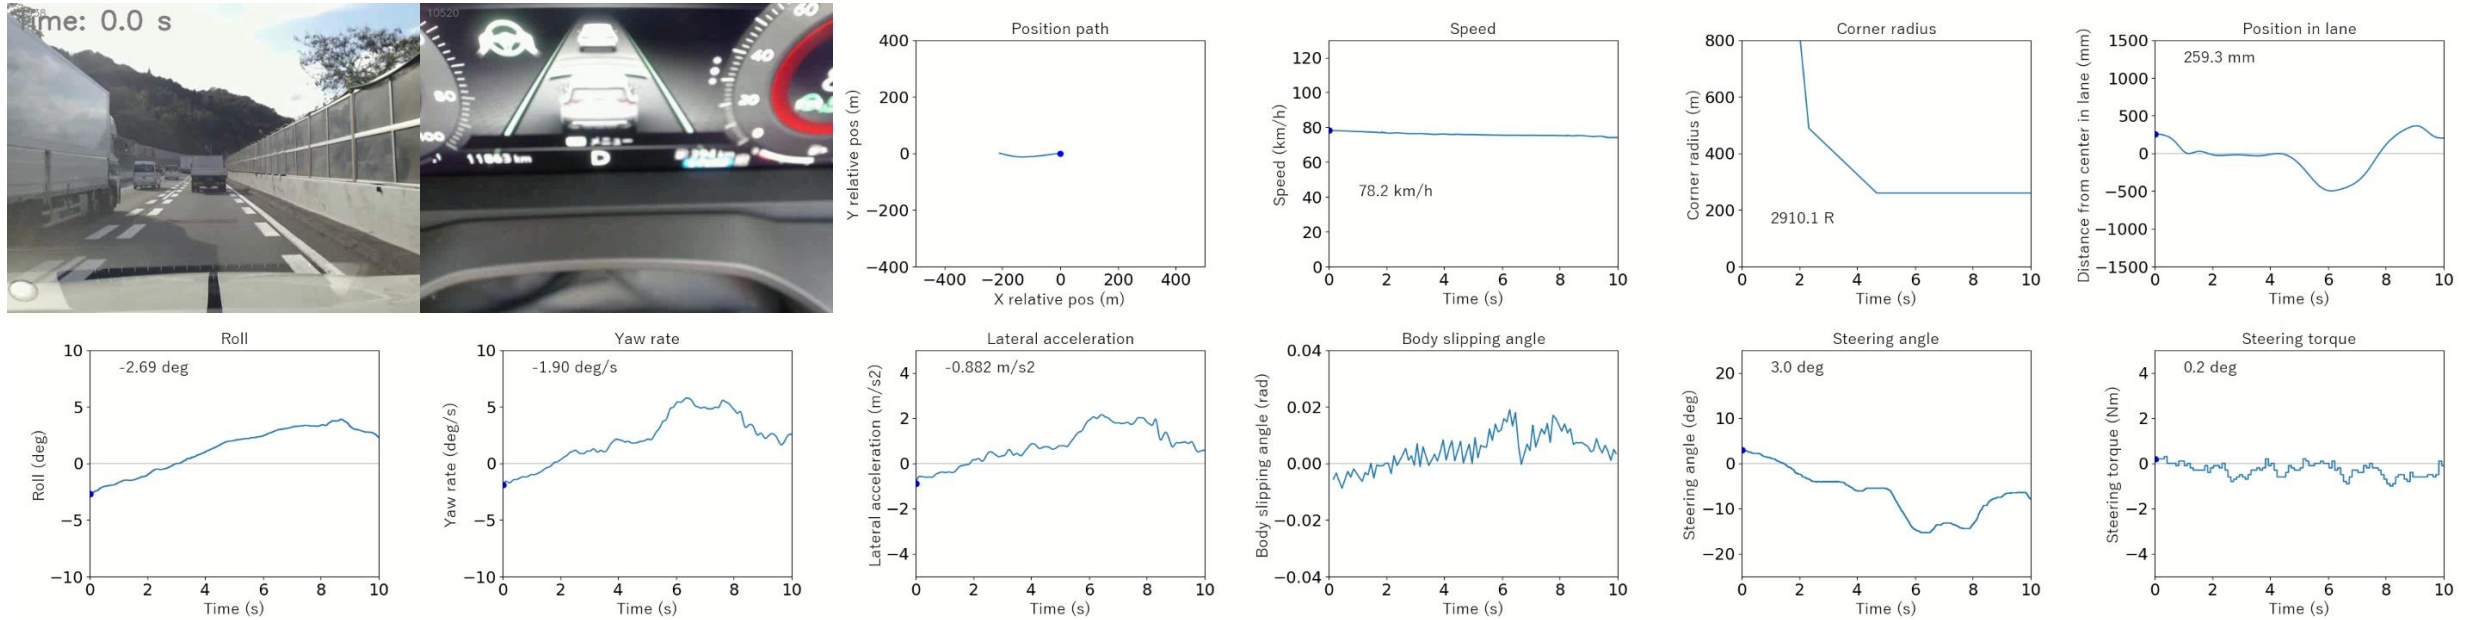 Time: 0.0 s
10520
60
40
20
0
80
メニュー
11863 km
D
Position path
400
200
0
−200
−400
−400 −200 0 200 400
X relative pos (m)
Y relative pos (m)
Speed
120
100
80
60
40
20
0
78.2 km/h
0 2 4 6 8 10
Time (s)
Speed (km/h)
Corner radius
800
600
400
200
0
2910.1 R
0 2 4 6 8 10
Time (s)
Corner radius (m)
Position in lane
1500
1000
500
0
−500
−1000
−1500
259.3 mm
0 2 4 6 8 10
Time (s)
Distance from center in lane (mm)
Roll
10
5
0
−5
−10
-2.69 deg
0 2 4 6 8 10
Time (s)
Roll (deg)
Yaw rate
10
5
0
−5
−10
-1.90 deg/s
0 2 4 6 8 10
Time (s)
Yaw rate (deg/s)
Lateral acceleration
4
2
0
−2
−4
-0.882 m/s2
0 2 4 6 8 10
Time (s)
Lateral acceleration (m/s2)
Body slipping angle
0.04
0.02
0.00
−0.02
−0.04
0 2 4 6 8 10
Time (s)
Body slipping angle (rad)
Steering angle
20
10
0
−10
−20
3.0 deg
0 2 4 6 8 10
Time (s)
Steering angle (deg)
Steering torque
4
2
0
−2
−4
0.2 deg
0 2 4 6 8 10
Time (s)
Steering torque (Nm)